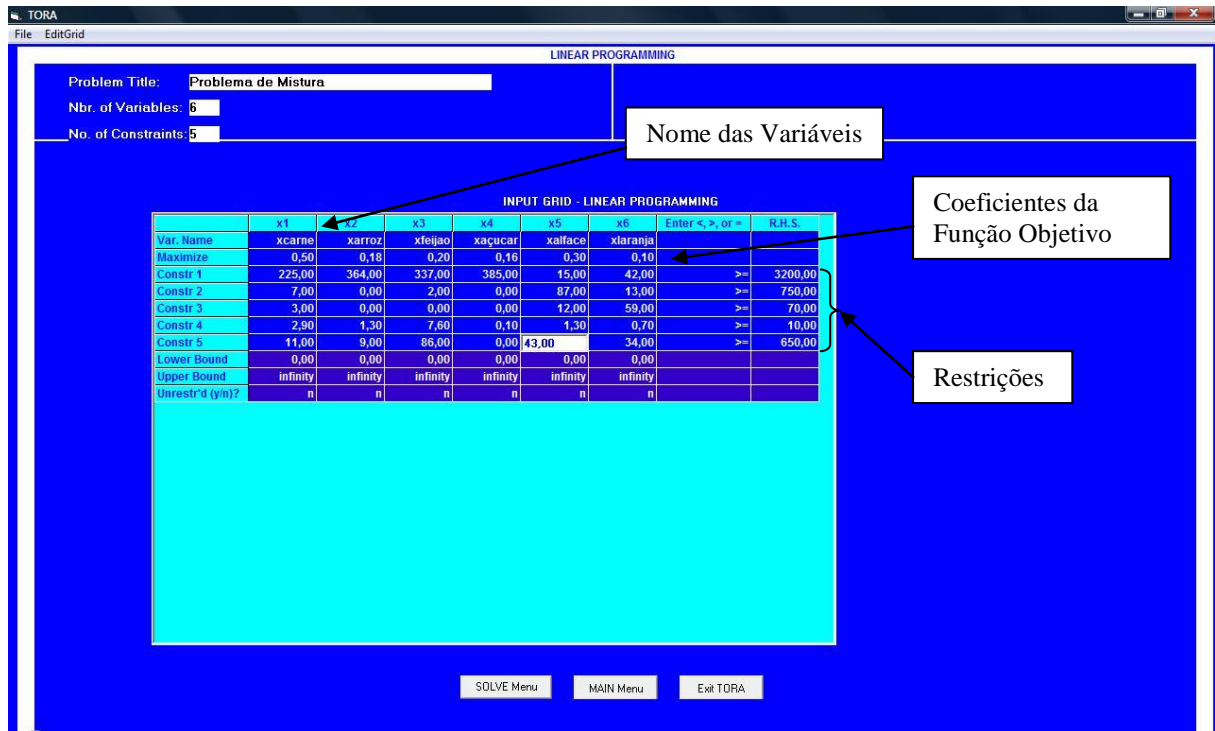 TORA
File EditGrid
LINEAR PROGRAMMING
Problem Title: Problema de Mistura
Nbr. of Variables: 6
No. of Constraints: 5
Nome das Variáveis
Coeficientes da
Função Objetivo
INPUT GRID - LINEAR PROGRAMMING
x1 x2 x3 x4 x5 x6 Enter <, >, or = R.H.S.
Var. Name xcarne xarroz xfeijao xaçucar xalface xlaranja
Maximize 0,50 0,18 0,20 0,16 0,30 0,10
Constr 1 225,00 364,00 337,00 385,00 15,00 42,00 >= 3200,00
Constr 2 7,00 0,00 2,00 0,00 87,00 13,00 >= 750,00
Constr 3 3,00 0,00 0,00 0,00 12,00 59,00 >= 70,00
Constr 4 2,90 1,30 7,60 0,10 1,30 0,70 >= 10,00
Constr 5 11,00 9,00 86,00 0,00 43,00 34,00 >= 650,00
Lower Bound 0,00 0,00 0,00 0,00 0,00 0,00
Upper Bound infinity infinity infinity infinity infinity infinity
Unrestr'd (y/n)? n n n n n n
Restrições
SOLVE Menu MAIN Menu Exit TORA